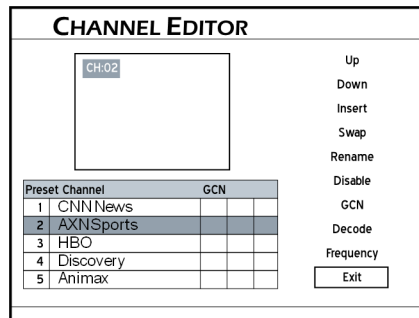 CHANNEL EDITOR
CH:02
Preset Channel GCN
1 CNN News
2 AXNSports
3 HBO
4 Discovery
5 Animax
Up
Down
Insert
Swap
Rename
Disable
GCN
Decode
Frequency
Exit